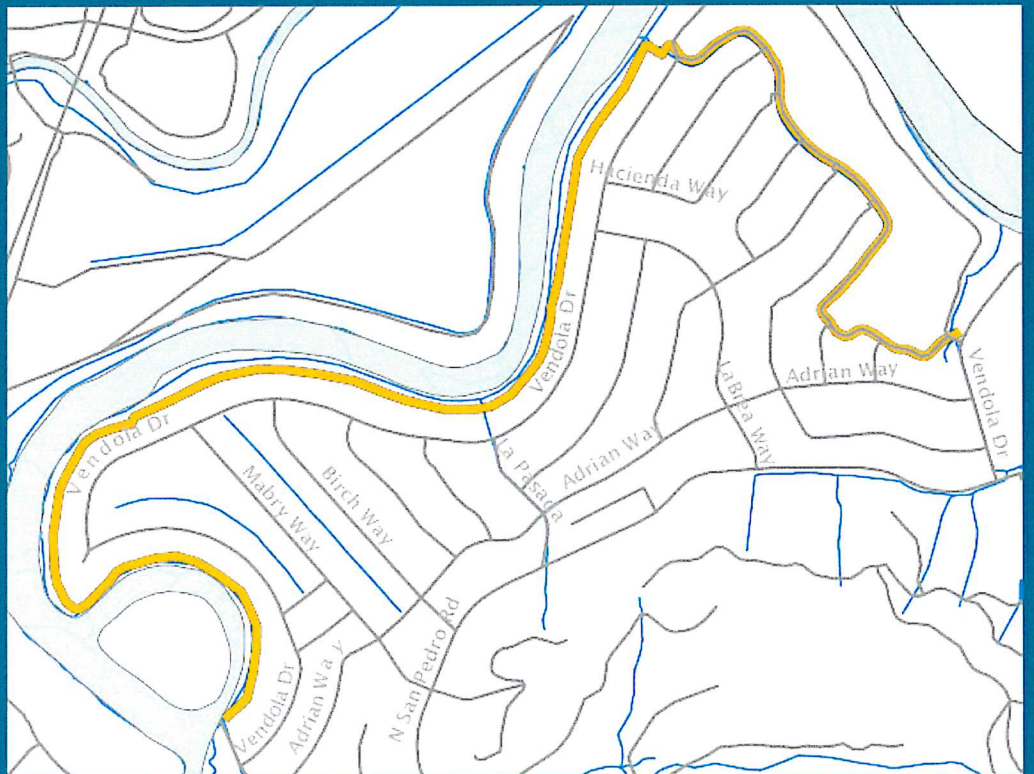 Hacienda Way
Vendola Dr
LaBrea Way
Adrian Way
Vendola Dr
Vendola Dr
La Pasada
Adrian Way
Mabry Way
Birch Way
N San Pedro Rd
Vendola Dr
Adrian Way